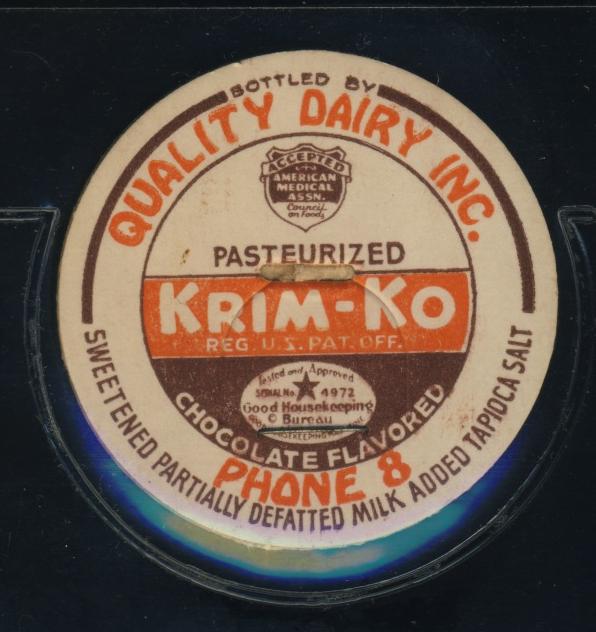 BOTTLED BY
QUALITY DAIRY INC.
ACCEPTED
AMERICAN
MEDICAL
ASSN.
Council
on Foods
PASTEURIZED
KRIM-KO
REG. U.S. PAT. OFF.
Tested and Approved
SERIAL No. 4972
Good Housekeeping
Bureau
HOUSEKEEPING
CHOCOLATE FLAVORED
PHONE 8
SWEETENED PARTIALLY DEFATTED MILK ADDED TAPIOCA SALT